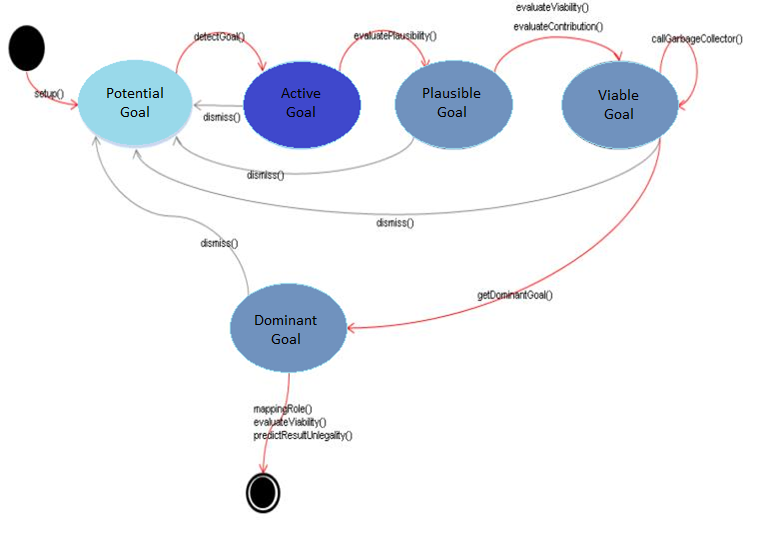 evaluateViability()
evaluateContribution()
detectGoal()
evaluatePlausibility()
callGarbageCollector()
setup()
Potential
Goal
Active
Goal
Plausible
Goal
Viable
Goal
dismiss()
dismiss()
dismiss()
dismiss()
getDominantGoal()
Dominant
Goal
mappingRole()
evaluateViability()
predictResultUnlegality()